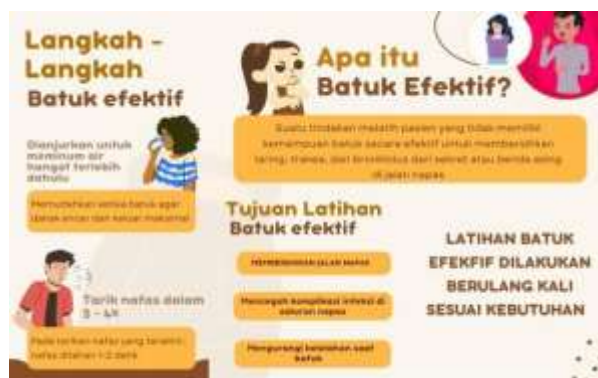 Langkah -
Langkah
Batuk efektif
Dianjurkan untuk
meminum air
hangat terlebih
dahulu
Memudahkan ketika batuk agar
dahak encer dan keluar maksimal
Tarik nafas dalam
3 - 4x
Pada tarikan nafas yang terakhir,
nafas ditahan 1-2 detik
Apa itu
Batuk Efektif?
Suatu tindakan melatih pasien yang tidak memiliki
kemampuan batuk secara efektif untuk membersihkan
laring, trakea, dan bronkiolus dari sekret atau benda asing
di jalan napas
Tujuan Latihan
Batuk efektif
MEMBERSIHKAN JALAN NAPAS
Mencegah komplikasi infeksi di
saluran napas
Mengurangi kelelahan saat
batuk
LATIHAN BATUK
EFEKFIF DILAKUKAN
BERULANG KALI
SESUAI KEBUTUHAN